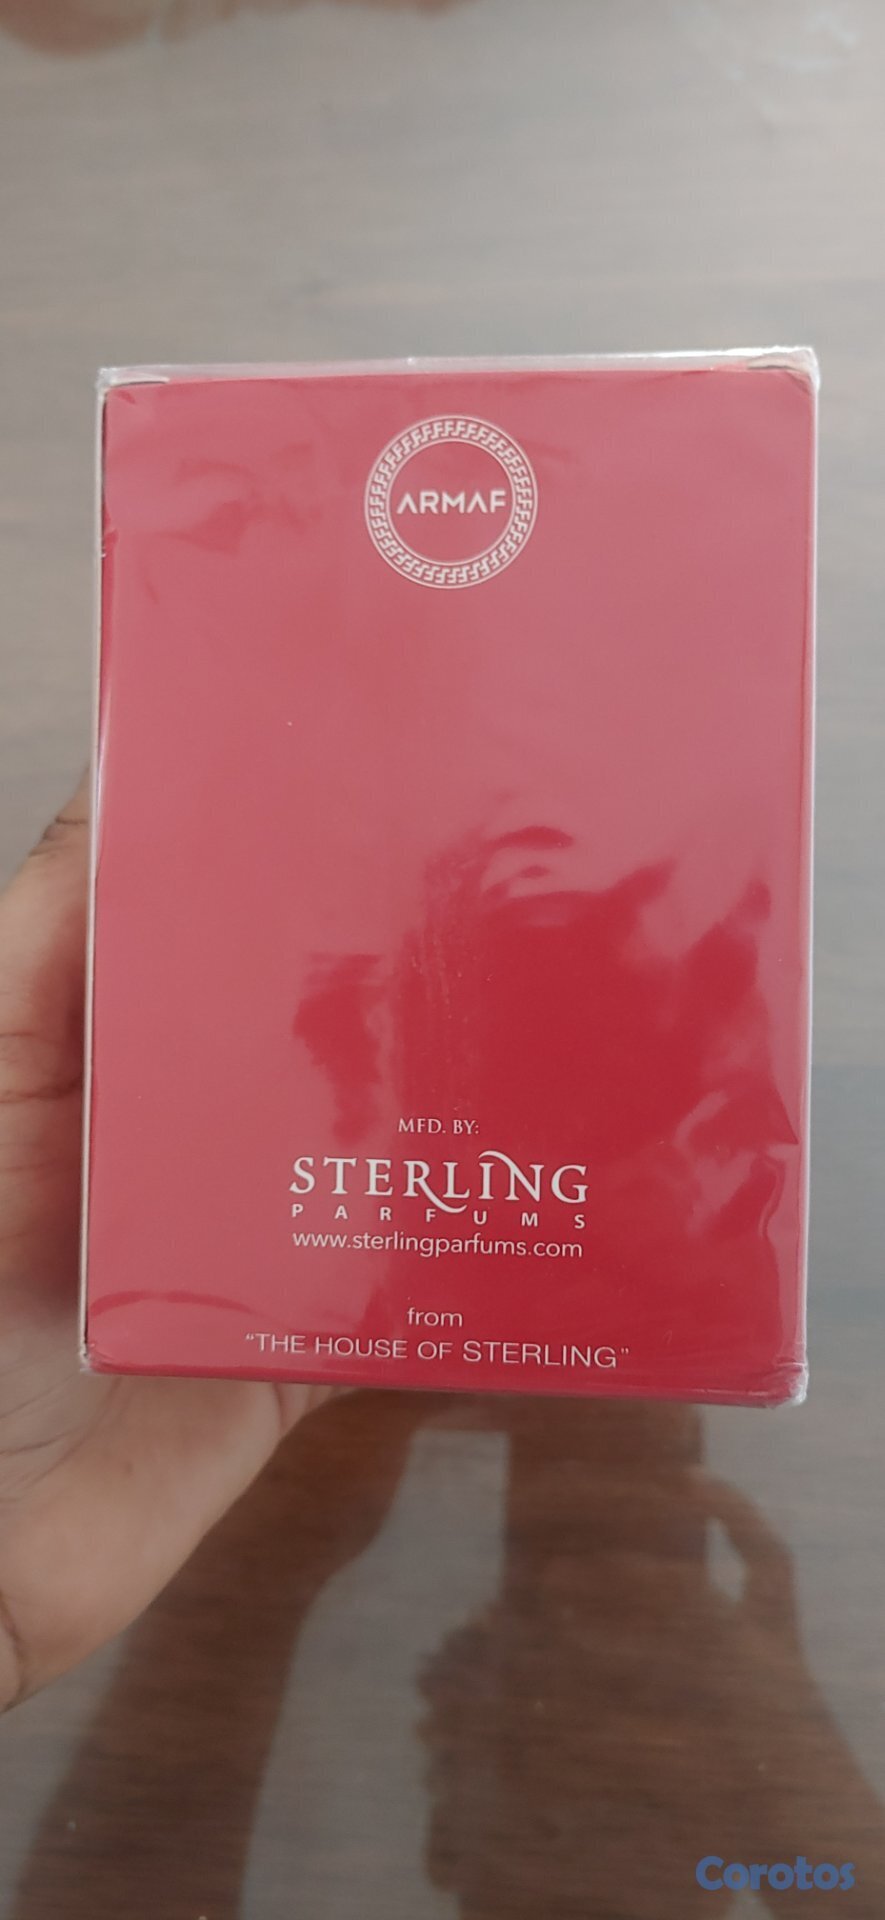 ARMAF
MFD. BY:
STERLING
PARFUMS
www.sterlingparfums.com
from
"THE HOUSE OF STERLING"
Corotos